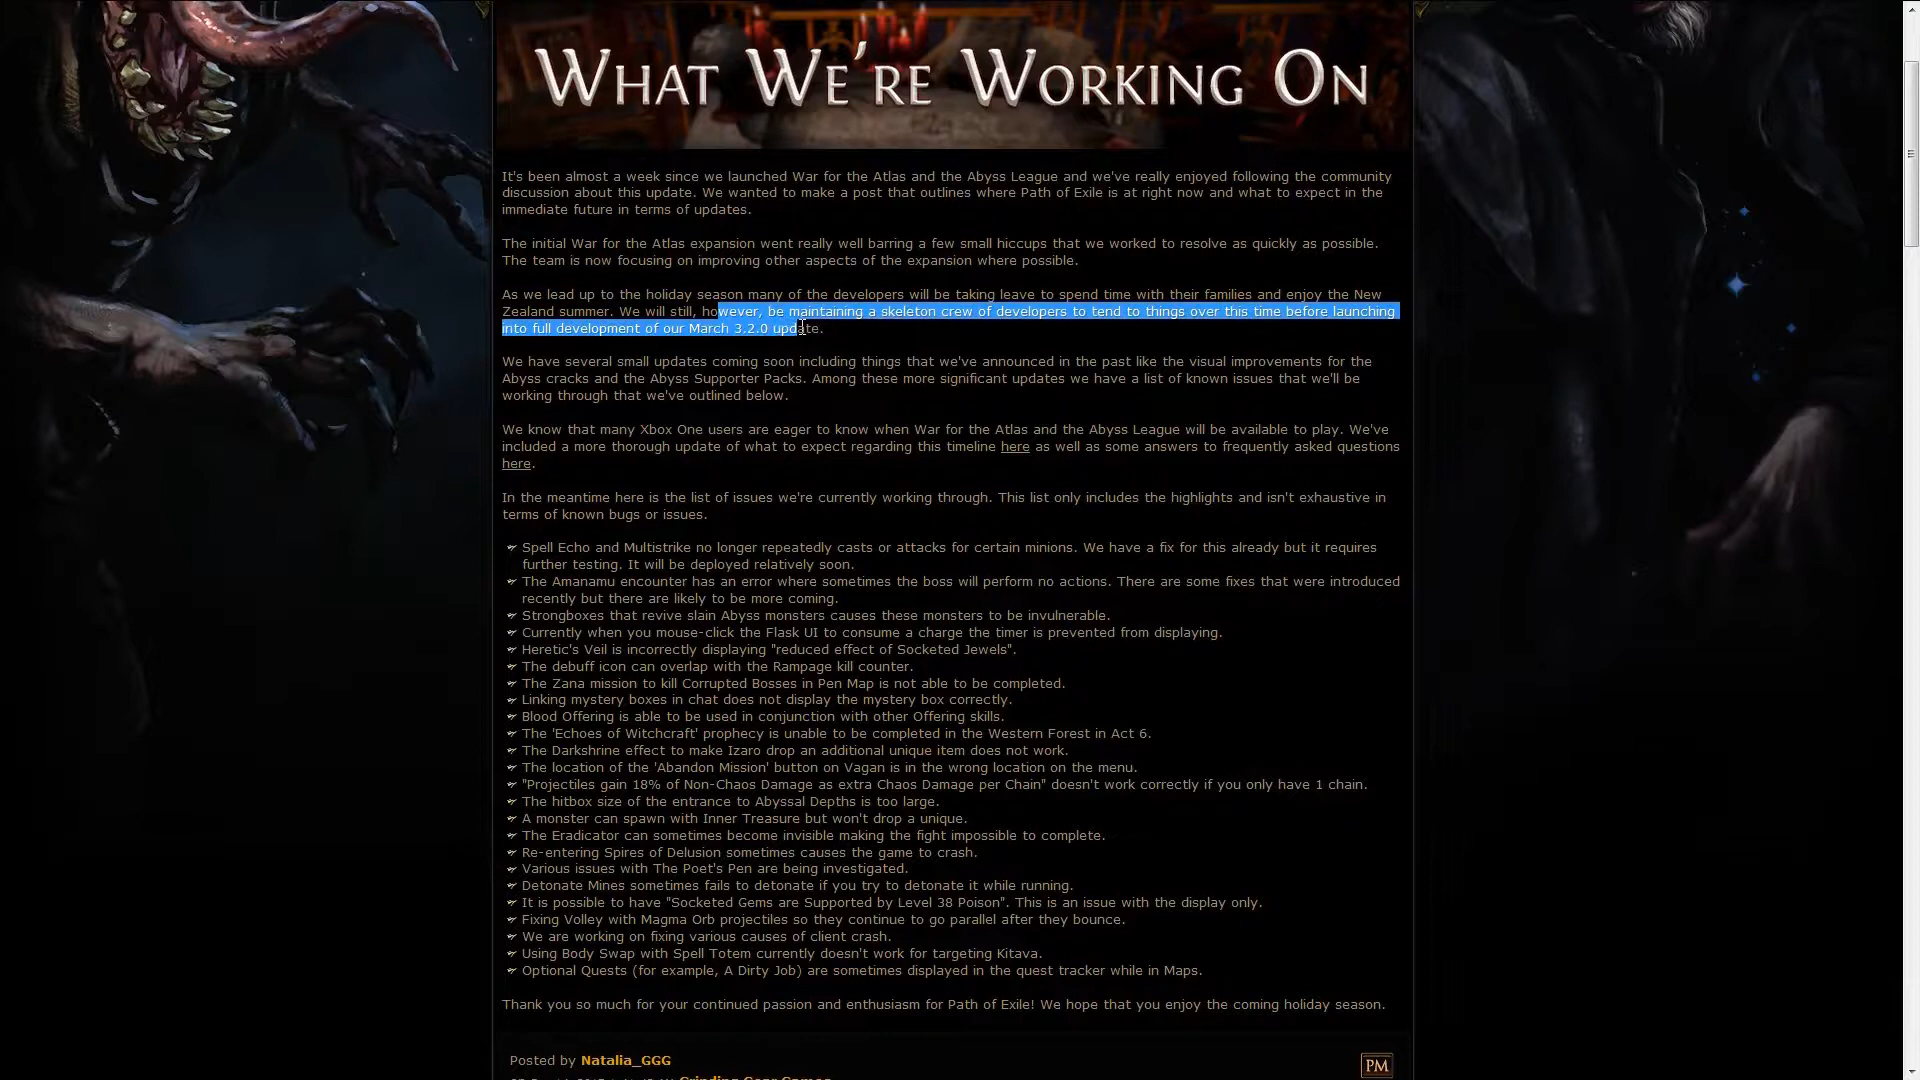 WHAT WE'RE WORKING ON
It's been almost a week since we launched War for the Atlas and the Abyss League and we've really enjoyed following the community
discussion about this update. We wanted to make a post that outlines where Path of Exile is at right now and what to expect in the
immediate future in terms of updates.
The initial War for the Atlas expansion went really well barring a few small hiccups that we worked to resolve as quickly as possible.
The team is now focusing on improving other aspects of the expansion where possible.
As we lead up to the holiday season many of the developers will be taking leave to spend time with their families and enjoy the New
Zealand summer. We will still, however, be maintaining a skeleton crew of developers to tend to things over this time before launching
into full development of our March 3.2.0 update.
We have several small updates coming soon including things that we've announced in the past like the visual improvements for the
Abyss cracks and the Abyss Supporter Packs. Among these more significant updates we have a list of known issues that we'll be
working through that we've outlined below.
We know that many Xbox One users are eager to know when War for the Atlas and the Abyss League will be available to play. We've
included a more thorough update of what to expect regarding this timeline here as well as some answers to frequently asked questions
here.
In the meantime here is the list of issues we're currently working through. This list only includes the highlights and isn't exhaustive in
terms of known bugs or issues.
Spell Echo and Multistrike no longer repeatedly casts or attacks for certain minions. We have a fix for this already but it requires
further testing. It will be deployed relatively soon.
The Amanamu encounter has an error where sometimes the boss will perform no actions. There are some fixes that were introduced
recently but there are likely to be more coming.
Strongboxes that revive slain Abyss monsters causes these monsters to be invulnerable.
Currently when you mouse-click the Flask UI to consume a charge the timer is prevented from displaying.
Heretic's Veil is incorrectly displaying "reduced effect of Socketed Jewels".
The debuff icon can overlap with the Rampage kill counter.
The Zana mission to kill Corrupted Bosses in Pen Map is not able to be completed.
Linking mystery boxes in chat does not display the mystery box correctly.
Blood Offering is able to be used in conjunction with other Offering skills.
The 'Echoes of Witchcraft' prophecy is unable to be completed in the Western Forest in Act 6.
The Darkshrine effect to make Izaro drop an additional unique item does not work.
The location of the 'Abandon Mission' button on Vagan is in the wrong location on the menu.
"Projectiles gain 18% of Non-Chaos Damage as extra Chaos Damage per Chain" doesn't work correctly if you only have 1 chain.
The hitbox size of the entrance to Abyssal Depths is too large.
A monster can spawn with Inner Treasure but won't drop a unique.
The Eradicator can sometimes become invisible making the fight impossible to complete.
Re-entering Spires of Delusion sometimes causes the game to crash.
Various issues with The Poet's Pen are being investigated.
Detonate Mines sometimes fails to detonate if you try to detonate it while running.
It is possible to have "Socketed Gems are Supported by Level 38 Poison". This is an issue with the display only.
Fixing Volley with Magma Orb projectiles so they continue to go parallel after they bounce.
We are working on fixing various causes of client crash.
Using Body Swap with Spell Totem currently doesn't work for targeting Kitava.
Optional Quests (for example, A Dirty Job) are sometimes displayed in the quest tracker while in Maps.
Thank you so much for your continued passion and enthusiasm for Path of Exile! We hope that you enjoy the coming holiday season.
Posted by Natalia_GGG
PM
Grinding Gear Games